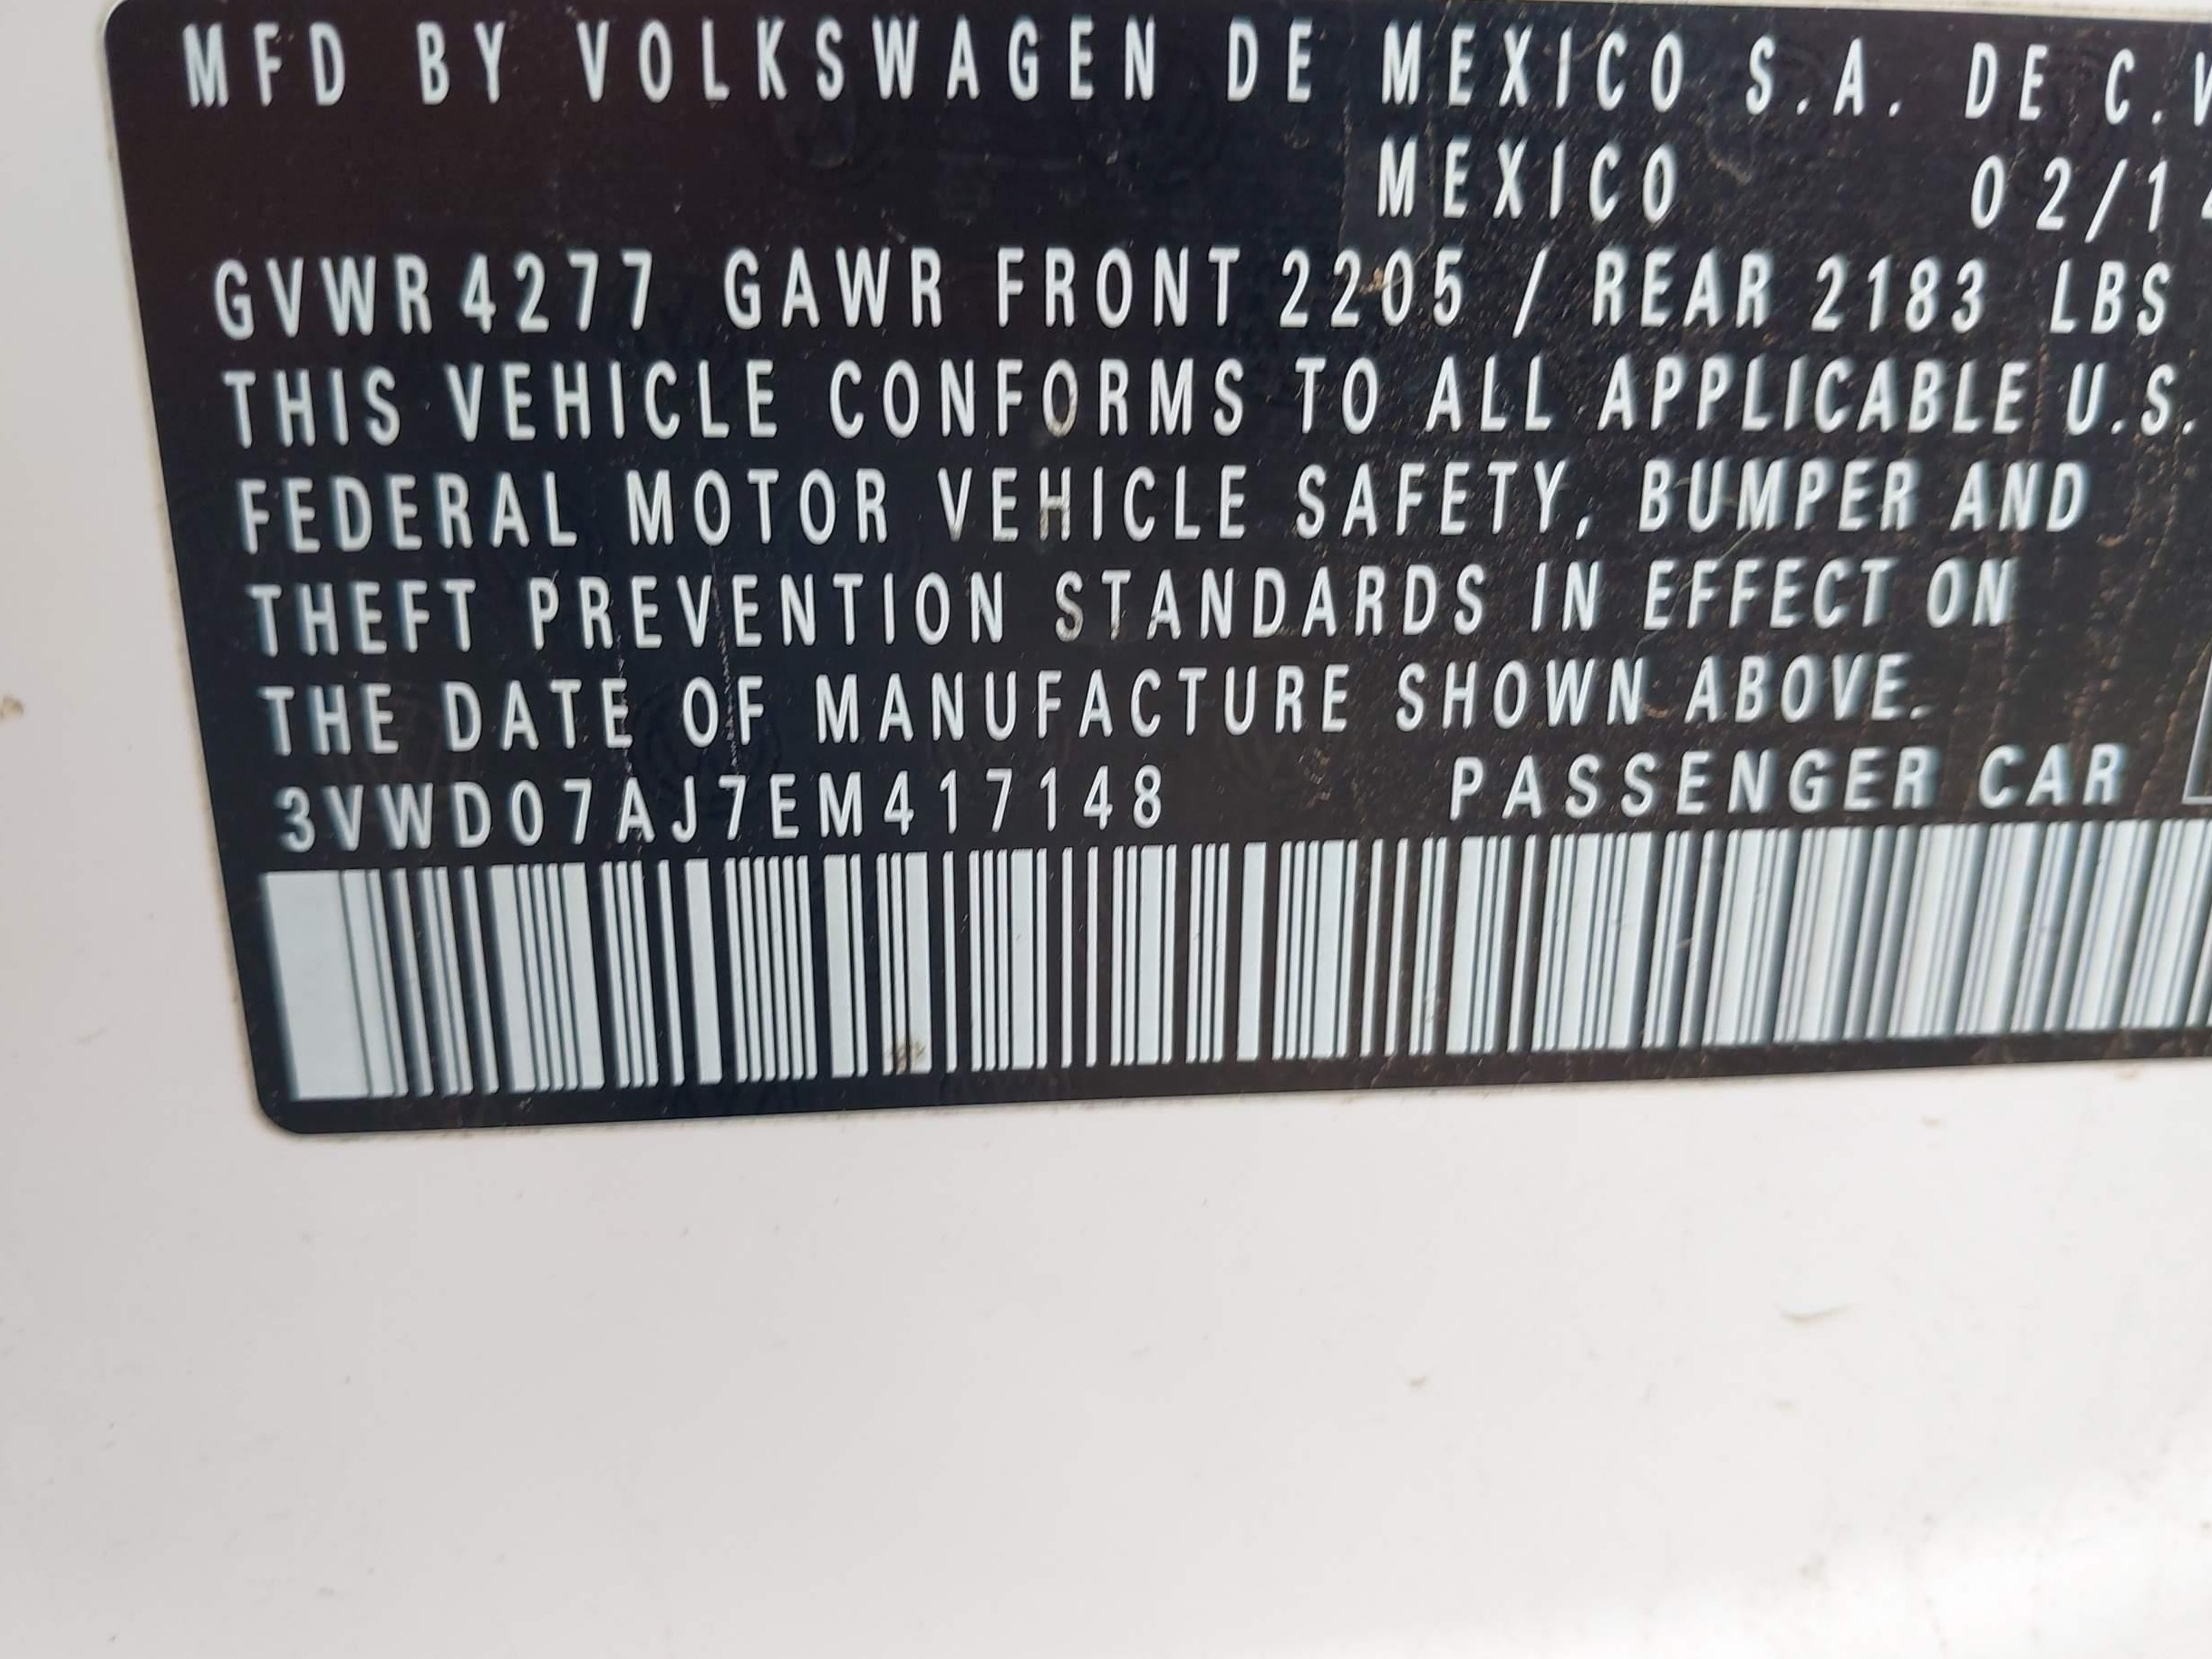 MFD BY VOLKSWAGEN DE MEXICO S.A. DE C.V
MEXICO 02/14
GVWR 4277 GAWR FRONT 2205 / REAR 2183 LBS
THIS VEHICLE CONFORMS TO ALL APPLICABLE U.S.
FEDERAL MOTOR VEHICLE SAFETY, BUMPER AND
THEFT PREVENTION STANDARDS IN EFFECT ON
THE DATE OF MANUFACTURE SHOWN ABOVE.
3VWD07AJ7EM417148 PASSENGER CAR